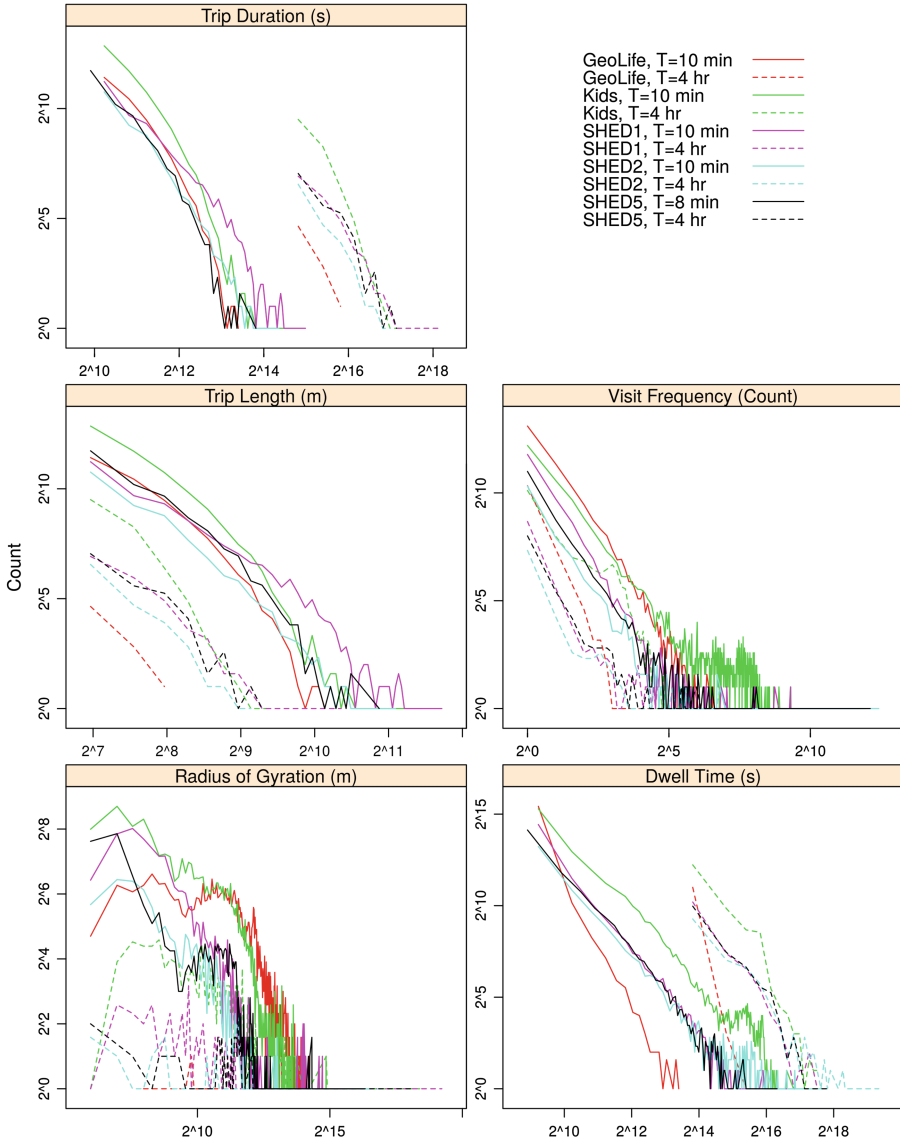 Trip Duration (s)
2^10
2^5
2^0
2^10 2^12 2^14 2^16 2^18
GeoLife, T=10 min
GeoLife, T=4 hr
Kids, T=10 min
Kids, T=4 hr
SHED1, T=10 min
SHED1, T=4 hr
SHED2, T=10 min
SHED2, T=4 hr
SHED5, T=8 min
SHED5, T=4 hr
Count
Trip Length (m)
2^10
2^5
2^0
2^7 2^8 2^9 2^10 2^11
Visit Frequency (Count)
2^10
2^5
2^0
2^0 2^5 2^10
Radius of Gyration (m)
2^8
2^6
2^4
2^2
2^0
2^10 2^15
Dwell Time (s)
2^15
2^10
2^5
2^0
2^10 2^12 2^14 2^16 2^18